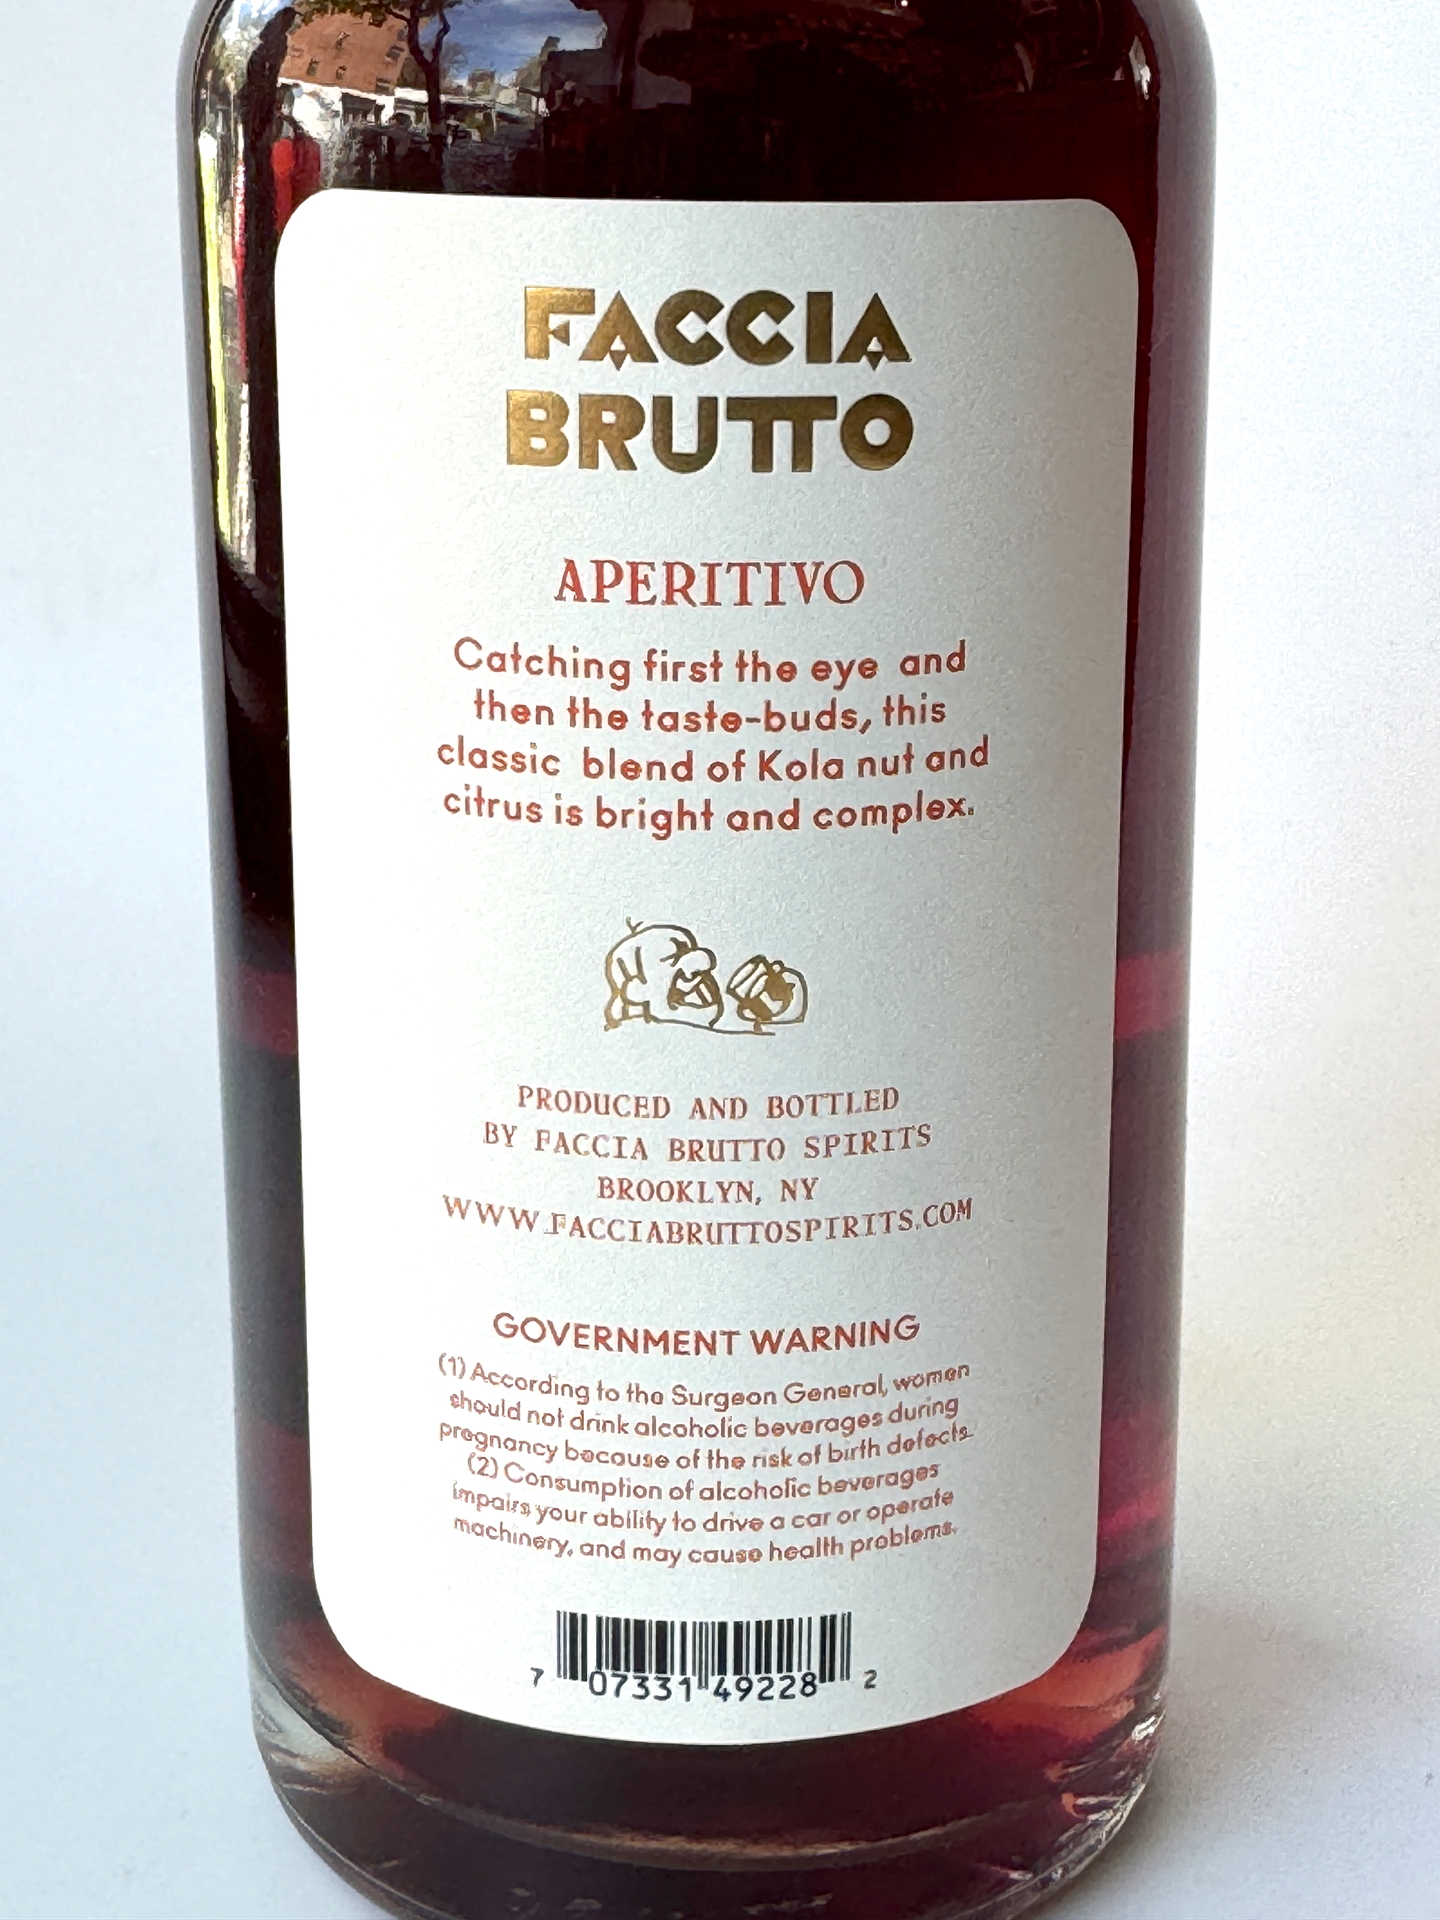 FACCIA
BRUTTO
APERITIVO
Catching first the eye and
then the taste-buds, this
classic blend of Kola nut and
citrus is bright and complex.
PRODUCED AND BOTTLED
BY FACCIA BRUTTO SPIRITS
BROOKLYN, NY
WWW.FACCIABRUTTOSPIRITS.COM
GOVERNMENT WARNING
(1) According to the Surgeon General, women
should not drink alcoholic beverages during
pregnancy because of the risk of birth defects.
(2) Consumption of alcoholic beverages
impairs your ability to drive a car or operate
machinery, and may cause health problems.
7 07331 49228 2